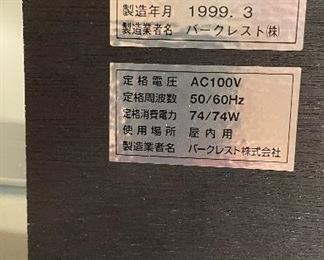 製造年月 1999. 3
製造業者名 パークレスト㈱
定格電圧 AC100V
定格周波数 50/60Hz
定格消費電力 74/74W
使用場所 屋内用
製造業者名 パークレスト株式会社